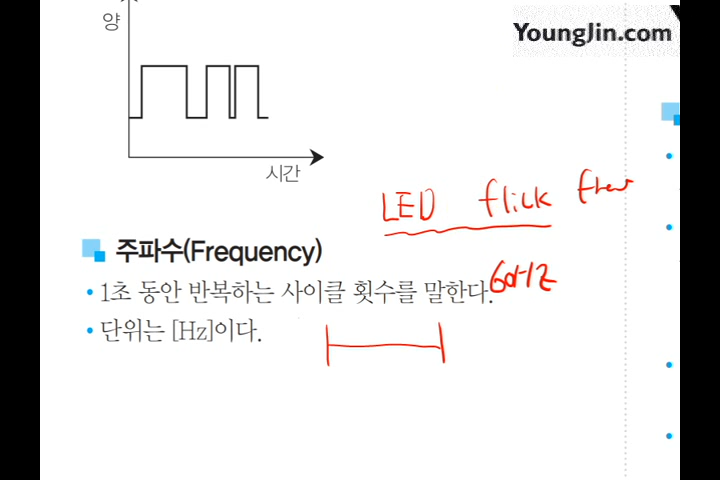 양
YoungJin.com
시간
LED flick free
주파수(Frequency)
• 1초 동안 반복하는 사이클 횟수를 말한다.
60HZ
• 단위는 [Hz]이다.